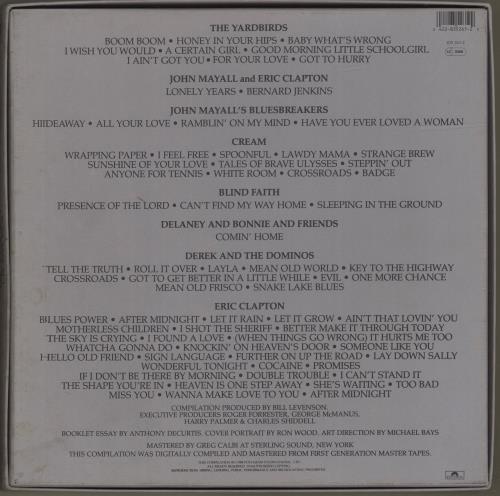 THE YARDBIRDS
BOOM BOOM • HONEY IN YOUR HIPS • BABY WHAT'S WRONG
I WISH YOU WOULD • A CERTAIN GIRL • GOOD MORNING LITTLE SCHOOLGIRL
I AIN'T GOT YOU • FOR YOUR LOVE • GOT TO HURRY
JOHN MAYALL and ERIC CLAPTON
LONELY YEARS • BERNARD JENKINS
JOHN MAYALL'S BLUESBREAKERS
HIIDEAWAY • ALL YOUR LOVE • RAMBLIN' ON MY MIND • HAVE YOU EVER LOVED A WOMAN
CREAM
WRAPPING PAPER • I FEEL FREE • SPOONFUL • LAWDY MAMA • STRANGE BREW
SUNSHINE OF YOUR LOVE • TALES OF BRAVE ULYSSES • STEPPIN' OUT
ANYONE FOR TENNIS • WHITE ROOM • CROSSROADS • BADGE
BLIND FAITH
PRESENCE OF THE LORD • CAN'T FIND MY WAY HOME • SLEEPING IN THE GROUND
DELANEY AND BONNIE AND FRIENDS
COMIN' HOME
DEREK AND THE DOMINOS
TELL THE TRUTH • ROLL IT OVER • LAYLA • MEAN OLD WORLD • KEY TO THE HIGHWAY
CROSSROADS • GOT TO GET BETTER IN A LITTLE WHILE • EVIL • ONE MORE CHANCE
MEAN OLD FRISCO • SNAKE LAKE BLUES
ERIC CLAPTON
BLUES POWER • AFTER MIDNIGHT • LET IT RAIN • LET IT GROW • AIN'T THAT LOVIN' YOU
MOTHERLESS CHILDREN • I SHOT THE SHERIFF • BETTER MAKE IT THROUGH TODAY
THE SKY IS CRYING • I FOUND A LOVE • (WHEN THINGS GO WRONG) IT HURTS ME TOO
WHATCHA GONNA DO • KNOCKIN' ON HEAVEN'S DOOR • SOMEONE LIKE YOU
HELLO OLD FRIEND • SIGN LANGUAGE • FURTHER ON UP THE ROAD • LAY DOWN SALLY
WONDERFUL TONIGHT • COCAINE • PROMISES
IF I DON'T BE THERE BY MORNING • DOUBLE TROUBLE • I CAN'T STAND IT
THE SHAPE YOU'RE IN • HEAVEN IS ONE STEP AWAY • SHE'S WAITING • TOO BAD
MISS YOU • WANNA MAKE LOVE TO YOU • AFTER MIDNIGHT
COMPILATION PRODUCED BY BILL LEVENSON.
EXECUTIVE PRODUCERS ROGER FORRESTER, GEORGE McMANUS,
HARRY PALMER & CHARLES SHIDDELL
BOOKLET ESSAY BY ANTHONY DECURTIS. COVER PORTRAIT BY RON WOOD. ART DIRECTION BY MICHAEL BAYS
MASTERED BY GREG CALBI AT STERLING SOUND, NEW YORK
THIS COMPILATION WAS DIGITALLY COMPILED AND MASTERED FROM FIRST GENERATION MASTER TAPES.